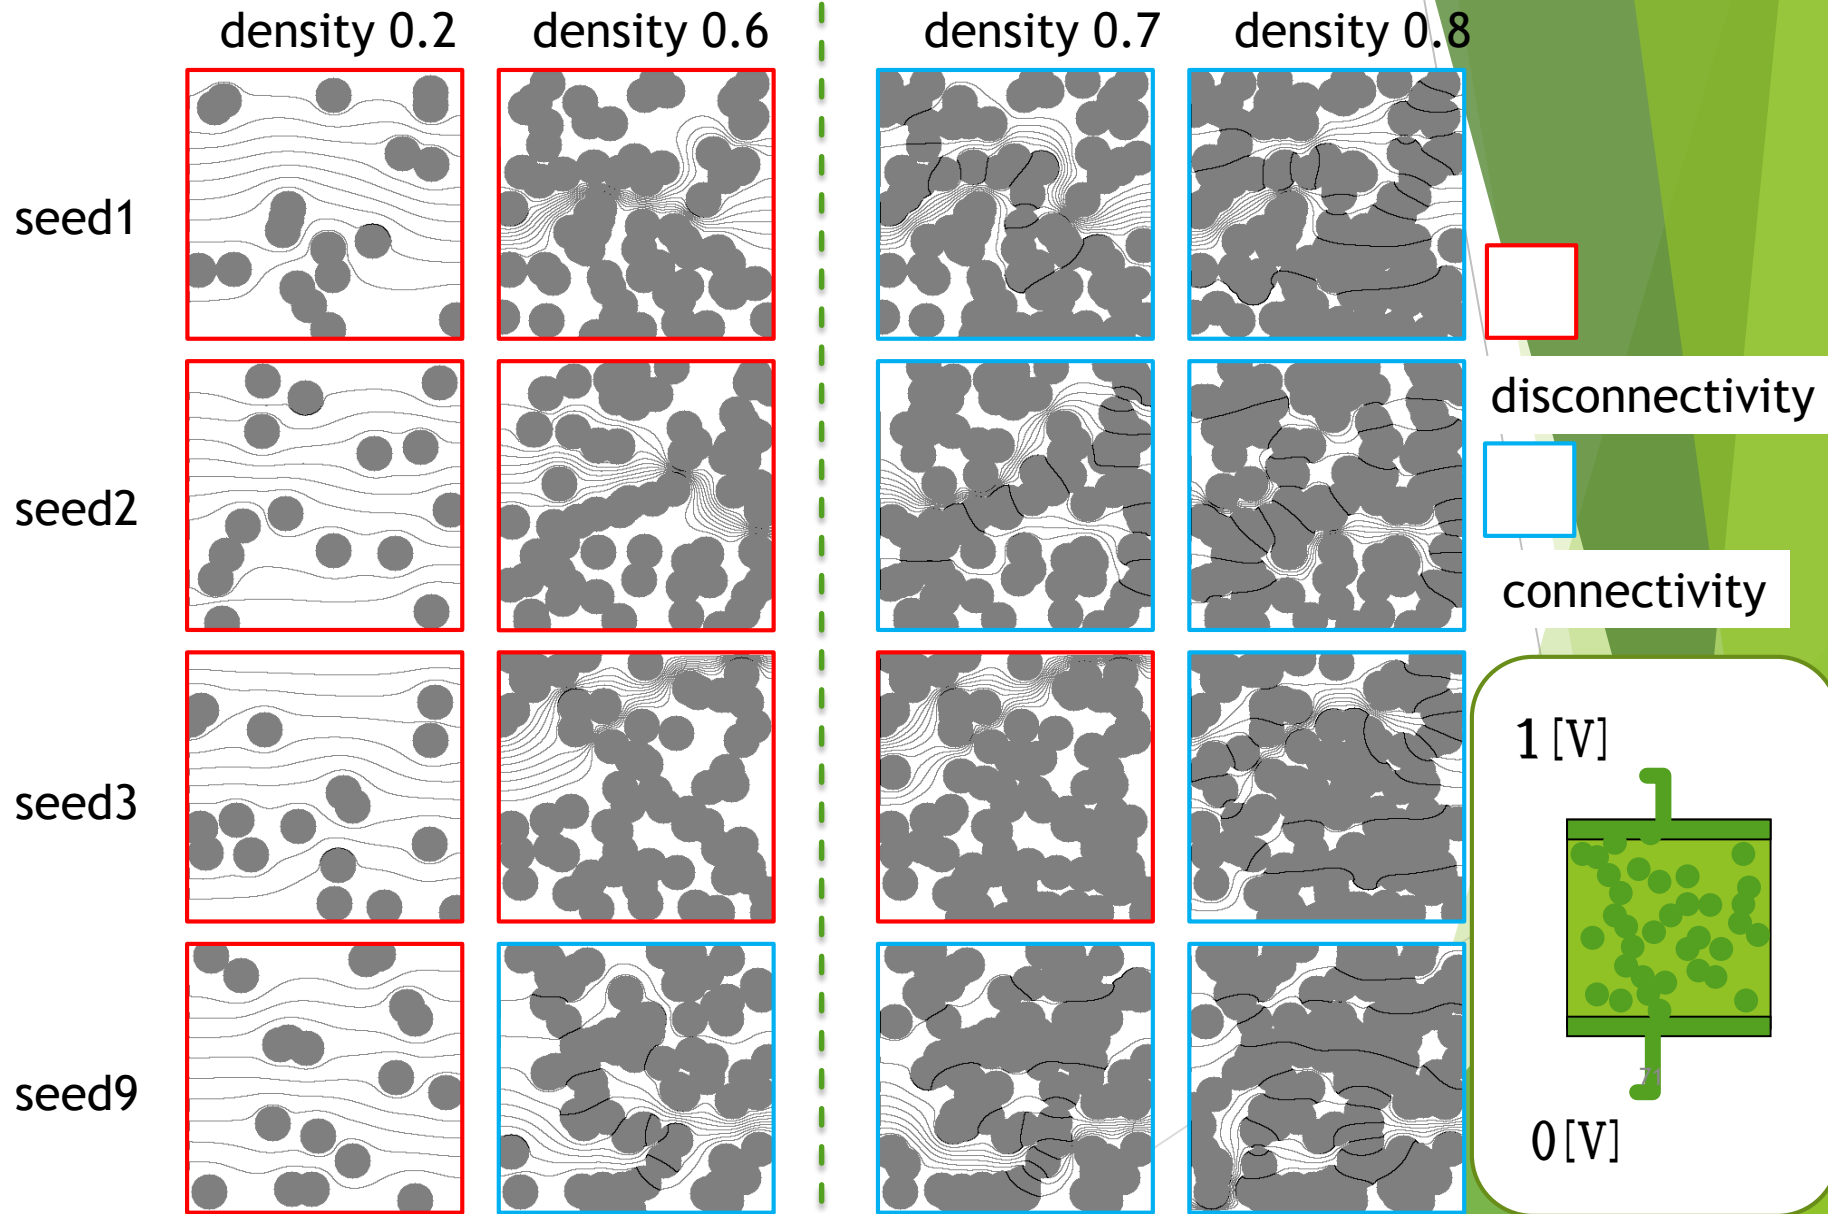 density 0.2 density 0.6 density 0.7 density 0.8
seed1
disconnectivity
seed2
connectivity
1[V]
seed3
71
seed9
0[V]